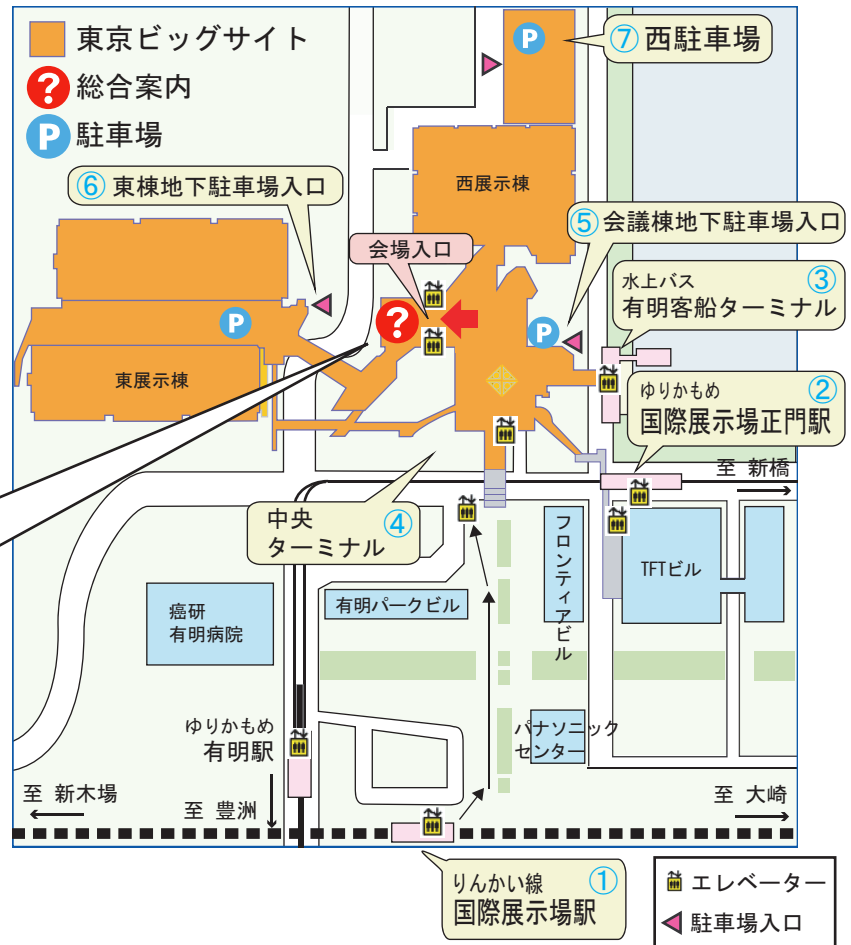 東京ビッグサイト
? 総合案内
P 駐車場
P
⑦ 西駐車場
⑥ 東棟地下駐車場入口
西展示棟
⑤ 会議棟地下駐車場入口
会場入口
水上バス ③
有明客船ターミナル
P
?
P
東展示棟
ゆりかもめ ②
国際展示場正門駅
至 新橋
中央 ④
ターミナル
フロンティアビル
TFTビル
癌研
有明病院
有明パークビル
パナソニック
センター
ゆりかもめ
有明駅
至 新木場
至 豊洲
至 大崎
りんかい線 ①
国際展示場駅
エレベーター
駐車場入口